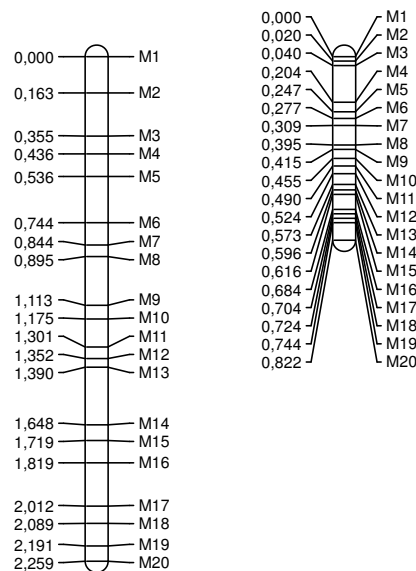 0,000 M1
0,163 M2
0,355 M3
0,436 M4
0,536 M5
0,744 M6
0,844 M7
0,895 M8
1,113 M9
1,175 M10
1,301 M11
1,352 M12
1,390 M13
1,648 M14
1,719 M15
1,819 M16
2,012 M17
2,089 M18
2,191 M19
2,259 M20
0,000 M1
0,020 M2
0,040 M3
0,204 M4
0,247 M5
0,277 M6
0,309 M7
0,395 M8
0,415 M9
0,455 M10
0,490 M11
0,524 M12
0,573 M13
0,596 M14
0,616 M15
0,684 M16
0,704 M17
0,724 M18
0,744 M19
0,822 M20